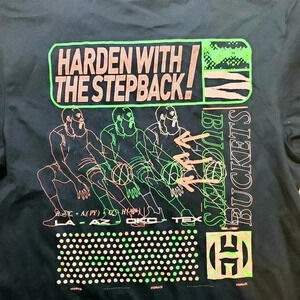 HARDEN WITH
THE STEPBACK!
BUCKETS
BUCKETS
LA - AZ - OKC - TEX